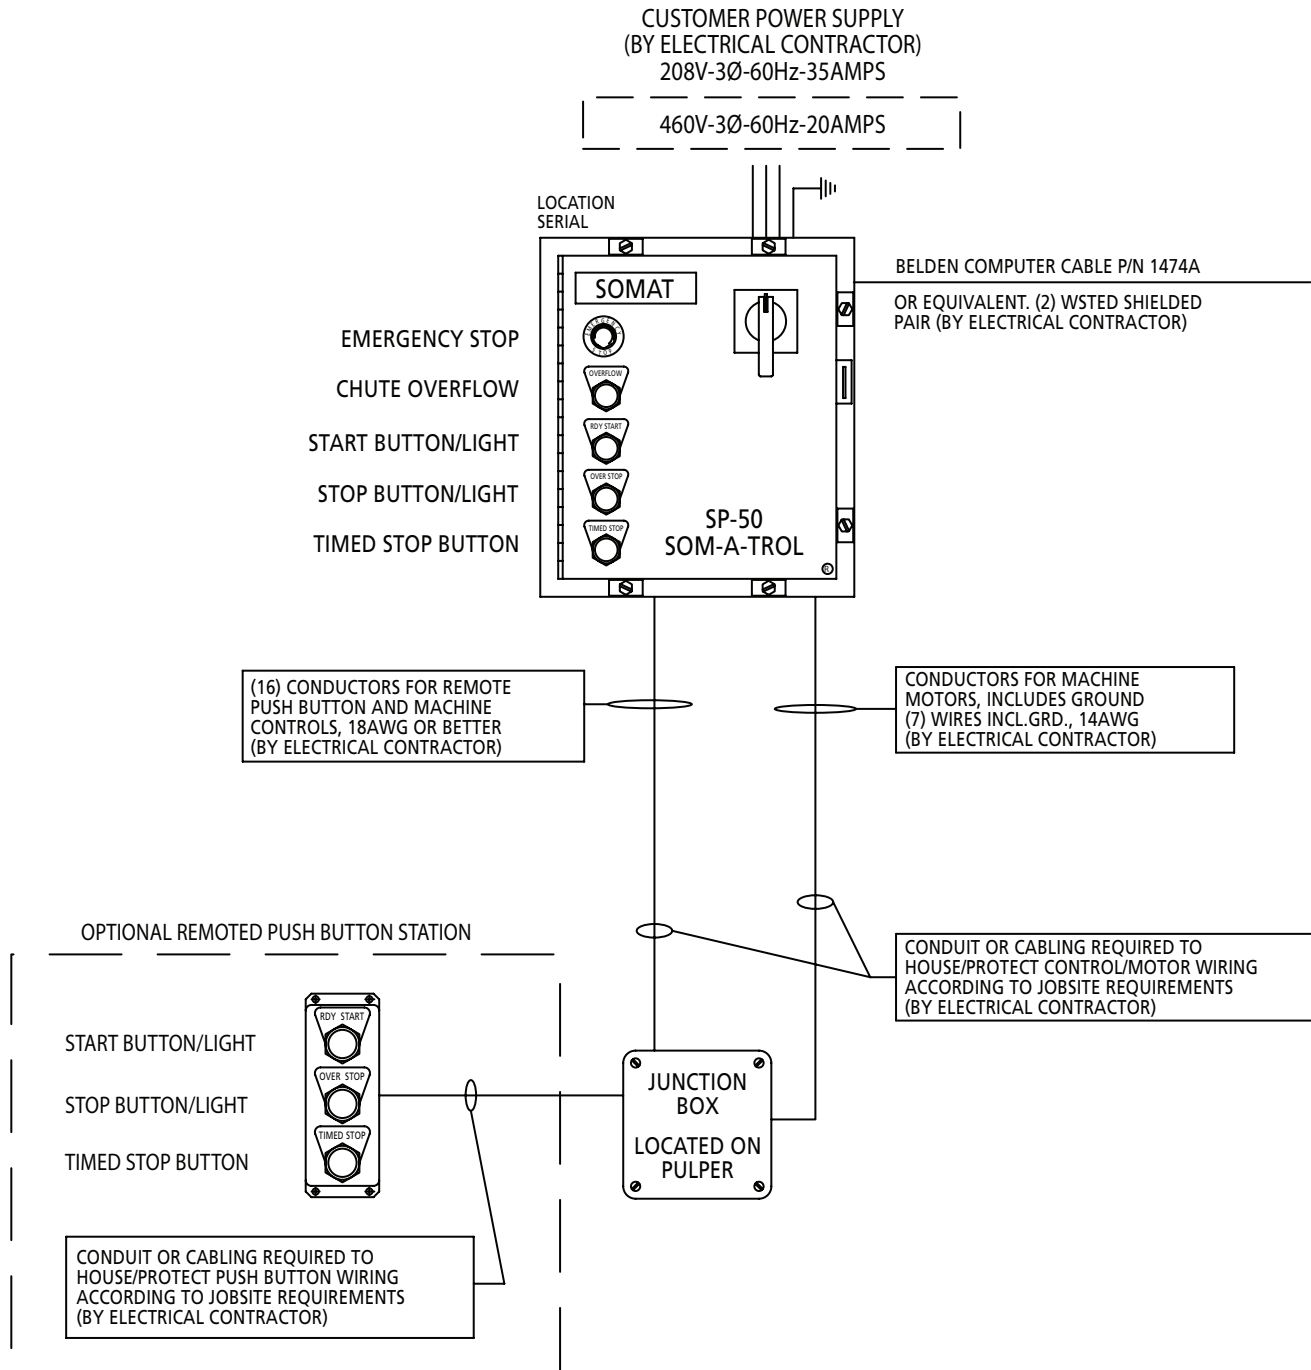 CUSTOMER POWER SUPPLY
(BY ELECTRICAL CONTRACTOR)
208V-3Ø-60Hz-35AMPS
460V-3Ø-60Hz-20AMPS
LOCATION
SERIAL
BELDEN COMPUTER CABLE P/N 1474A
OR EQUIVALENT. (2) WSTED SHIELDED
PAIR (BY ELECTRICAL CONTRACTOR)
SOMAT
EMERGENCY STOP
EMERGENCY
STOP
CHUTE OVERFLOW
OVERFLOW
START BUTTON/LIGHT
RDY START
STOP BUTTON/LIGHT
OVER STOP
TIMED STOP BUTTON
TIMED STOP
SP-50
SOM-A-TROL
®
(16) CONDUCTORS FOR REMOTE
PUSH BUTTON AND MACHINE
CONTROLS, 18AWG OR BETTER
(BY ELECTRICAL CONTRACTOR)
CONDUCTORS FOR MACHINE
MOTORS, INCLUDES GROUND
(7) WIRES INCL.GRD., 14AWG
(BY ELECTRICAL CONTRACTOR)
CONDUIT OR CABLING REQUIRED TO
HOUSE/PROTECT CONTROL/MOTOR WIRING
ACCORDING TO JOBSITE REQUIREMENTS
(BY ELECTRICAL CONTRACTOR)
OPTIONAL REMOTED PUSH BUTTON STATION
START BUTTON/LIGHT
RDY START
STOP BUTTON/LIGHT
OVER STOP
TIMED STOP BUTTON
TIMED STOP
JUNCTION
BOX
LOCATED ON
PULPER
CONDUIT OR CABLING REQUIRED TO
HOUSE/PROTECT PUSH BUTTON WIRING
ACCORDING TO JOBSITE REQUIREMENTS
(BY ELECTRICAL CONTRACTOR)